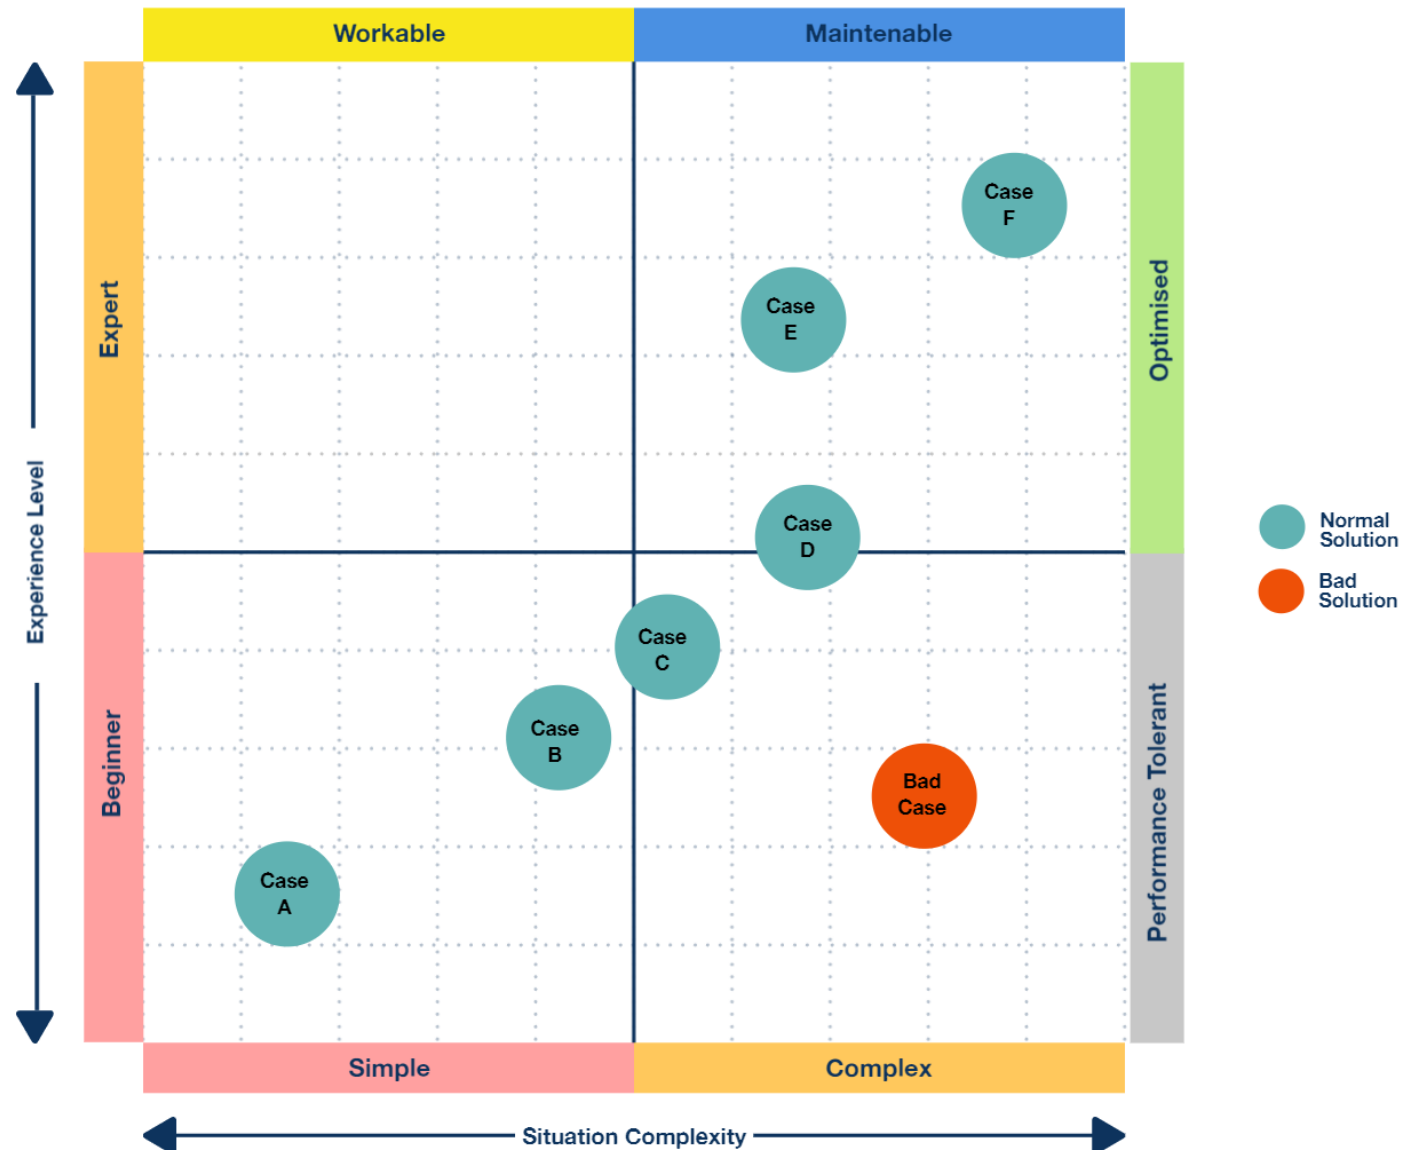 Workable
Maintenable
Expert
Beginner
Experience Level
Optimised
Performance Tolerant
Case
F
Case
E
Case
D
Case
C
Case
B
Bad
Case
Case
A
Normal
Solution
Bad
Solution
Simple
Complex
Situation Complexity